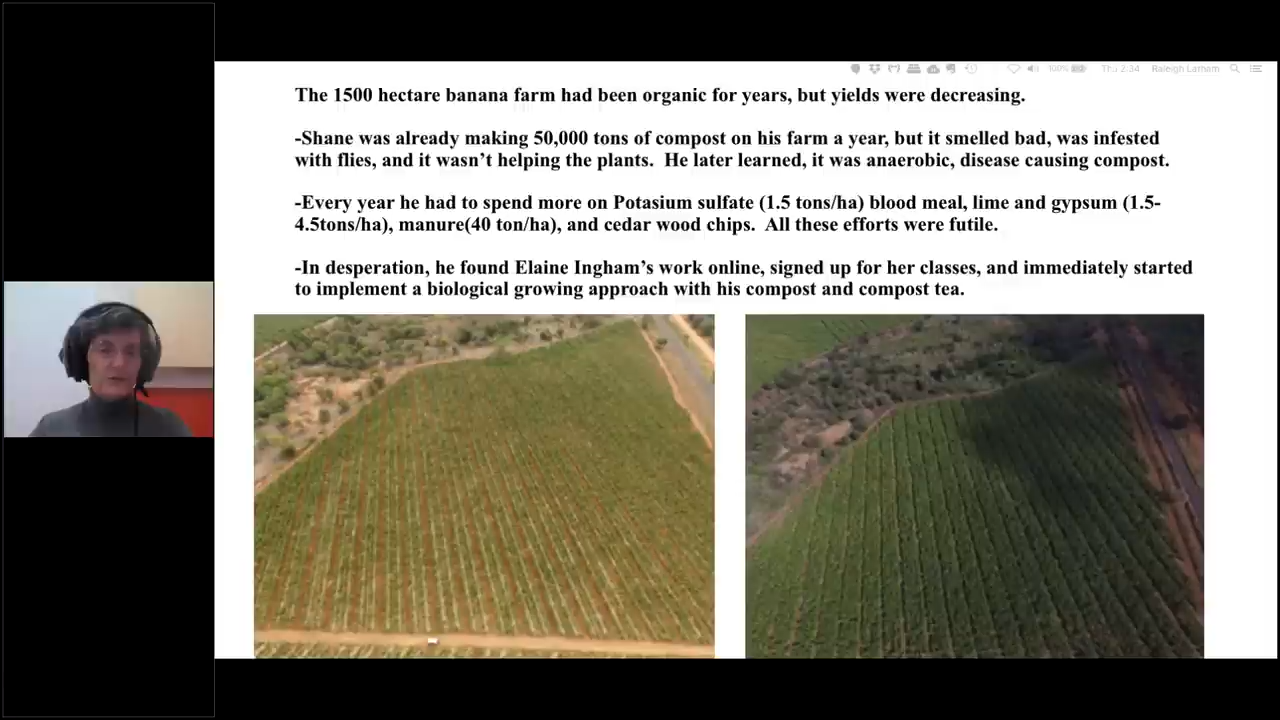 100% Thu 2:34 Raleigh Latham
The 1500 hectare banana farm had been organic for years, but yields were decreasing.
-Shane was already making 50,000 tons of compost on his farm a year, but it smelled bad, was infested
with flies, and it wasn’t helping the plants.  He later learned, it was anaerobic, disease causing compost.
-Every year he had to spend more on Potasium sulfate (1.5 tons/ha) blood meal, lime and gypsum (1.5-
4.5tons/ha), manure(40 ton/ha), and cedar wood chips.  All these efforts were futile.
-In desperation, he found Elaine Ingham’s work online, signed up for her classes, and immediately started
to implement a biological growing approach with his compost and compost tea.